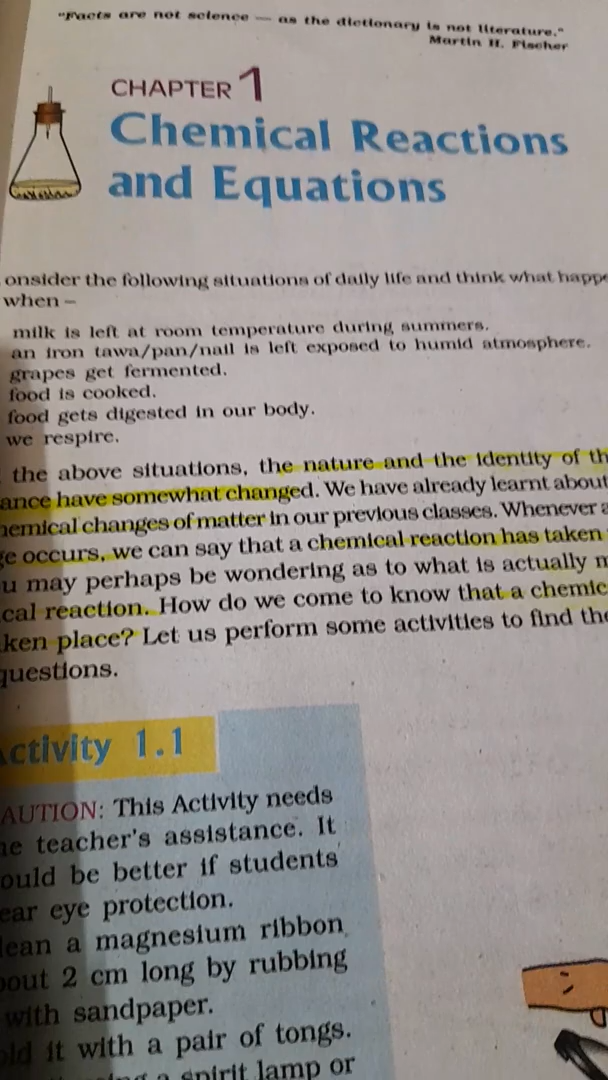 "Facts are not science — as the dictionary is not literature."
Martin H. Fischer
CHAPTER 1
Chemical Reactions
and Equations
onsider the following situations of daily life and think what happe
when –
milk is left at room temperature during summers.
an iron tawa/pan/nail is left exposed to humid atmosphere.
grapes get fermented.
food is cooked.
food gets digested in our body.
we respire.
the above situations, the nature and the identity of th
ance have somewhat changed. We have already learnt about
hemical changes of matter in our previous classes. Whenever a
ge occurs, we can say that a chemical reaction has taken
u may perhaps be wondering as to what is actually m
cal reaction. How do we come to know that a chemic
ken place? Let us perform some activities to find the
questions.
Activity 1.1
AUTION: This Activity needs
he teacher's assistance. It
ould be better if students
ear eye protection.
lean a magnesium ribbon
bout 2 cm long by rubbing
with sandpaper.
old it with a pair of tongs.
a spirit lamp or